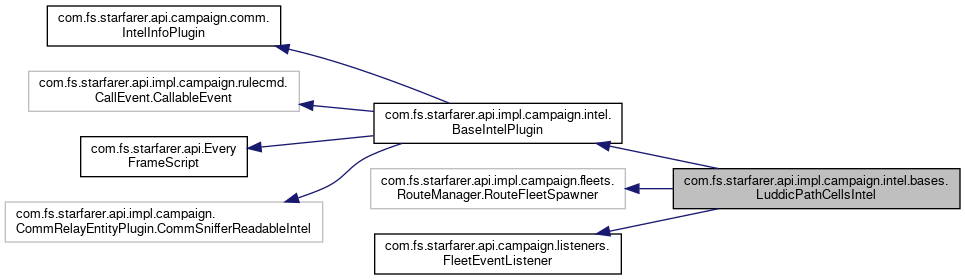 com.fs.starfarer.api.campaign.comm.
IntelInfoPlugin
com.fs.starfarer.api.impl.campaign.rulecmd.
CallEvent.CallableEvent
com.fs.starfarer.api.Every
FrameScript
com.fs.starfarer.api.impl.campaign.
CommRelayEntityPlugin.CommSnifferReadableIntel
com.fs.starfarer.api.impl.campaign.intel.
BaseIntelPlugin
com.fs.starfarer.api.impl.campaign.fleets.
RouteManager.RouteFleetSpawner
com.fs.starfarer.api.campaign.listeners.
FleetEventListener
com.fs.starfarer.api.impl.campaign.intel.bases.
LuddicPathCellsIntel